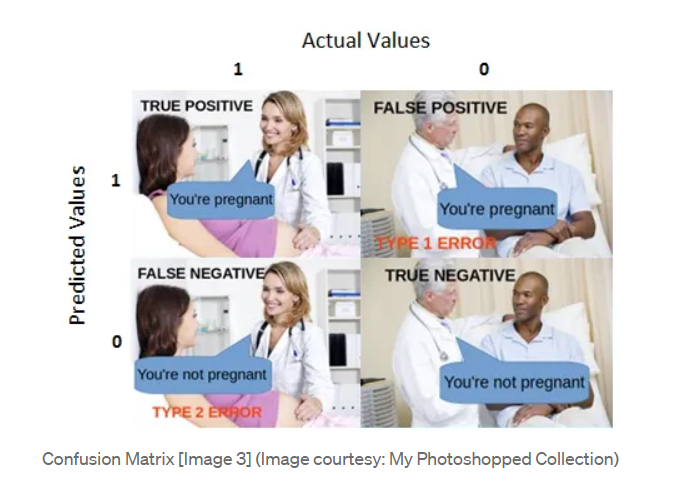 Actual Values
1 0
TRUE POSITIVE FALSE POSITIVE
Predicted Values
1
You're pregnant You're pregnant
TYPE 1 ERROR
FALSE NEGATIVE TRUE NEGATIVE
0
You're not pregnant You're not pregnant
TYPE 2 ERROR
Confusion Matrix [Image 3] (Image courtesy: My Photoshopped Collection)